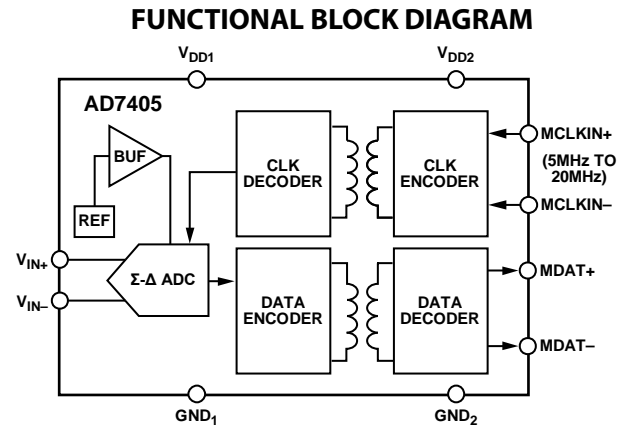 FUNCTIONAL BLOCK DIAGRAM
VDD1
VDD2
AD7405
BUF
REF
CLK
DECODER
CLK
ENCODER
MCLKIN+
(5MHz TO
20MHz)
MCLKIN–
VIN+
VIN–
Σ-Δ ADC
DATA
ENCODER
DATA
DECODER
MDAT+
MDAT–
GND1
GND2